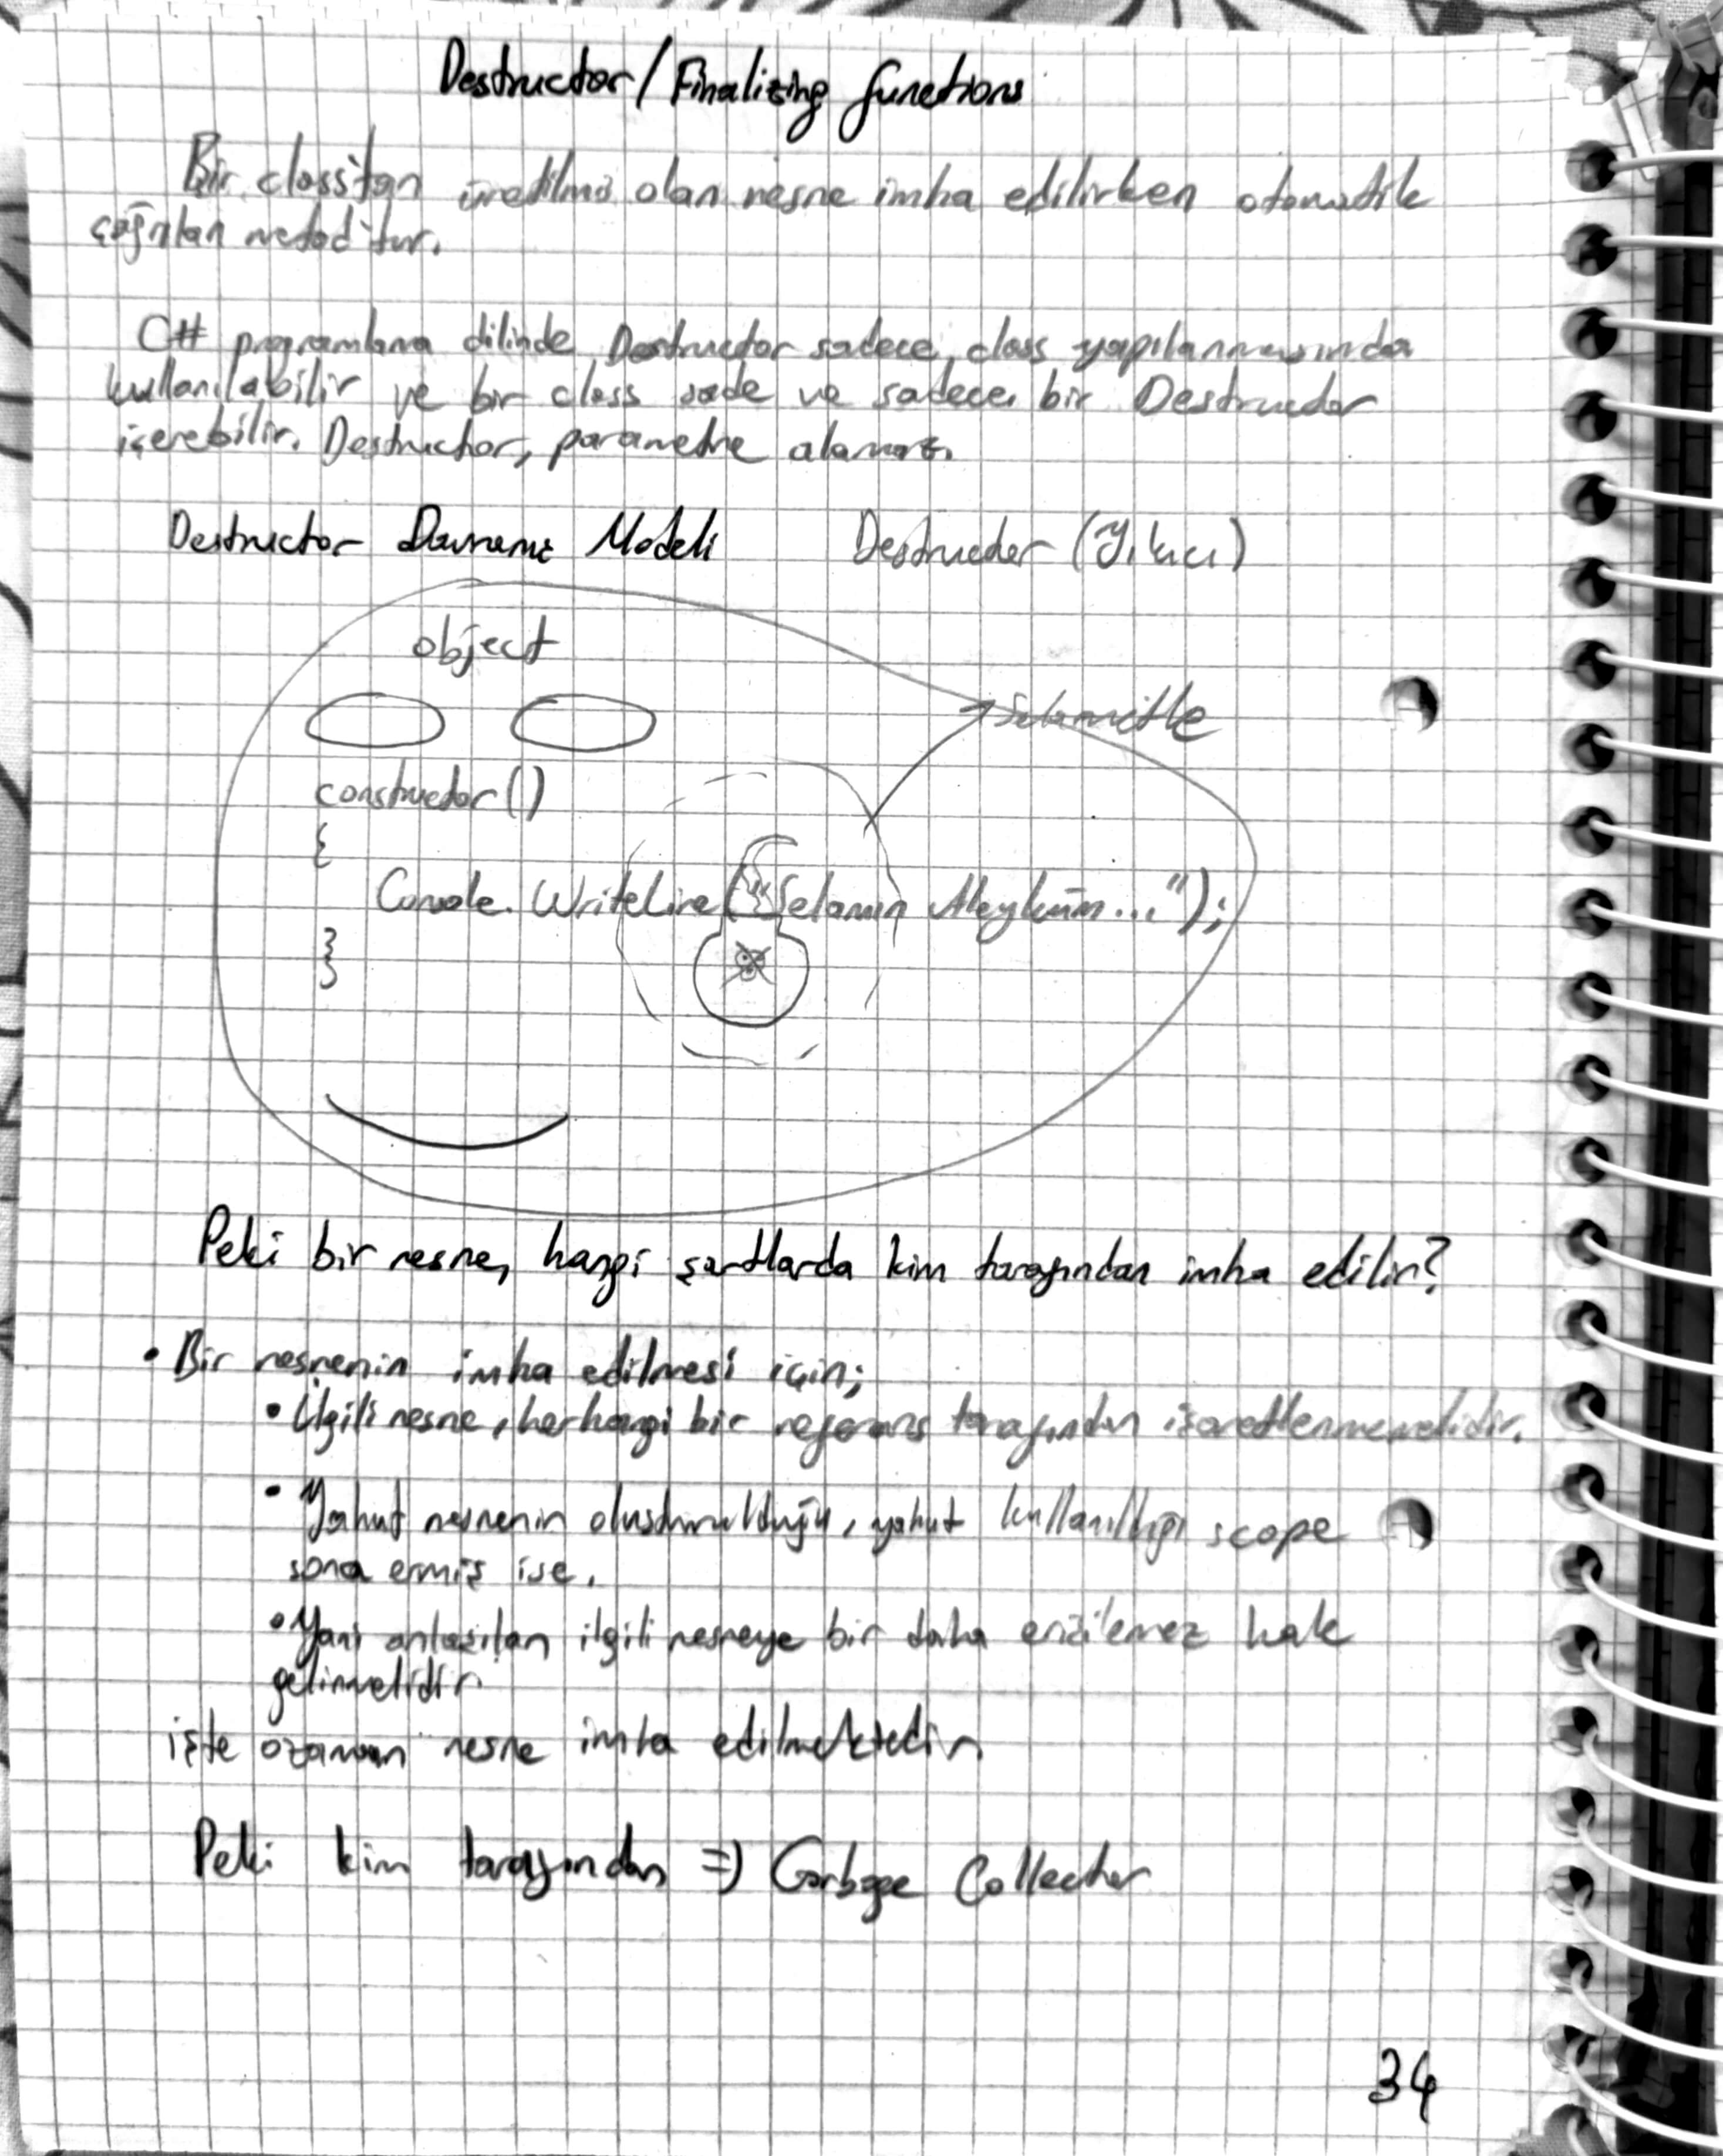 Destructor / Finalizing functions
Bir class'tan üretilmiş olan nesne imha edilirken otomatik
çağrılan metod'tur.
C# programlama dilinde Destructor sadece, class yapılanmasında
kullanılabilir ve bir class sade ve sadece bir Destructor
içerebilir. Destructor, parametre alamaz.
Destructor Davranış Modeli Destructor (Yıkıcı)
object
Selametle
constructor()
{
Console.WriteLine("Selamın Aleyküm...");
}
Peki bir nesne, hangi şartlarda kim tarafından imha edilir?
• Bir nesnenin imha edilmesi için;
• İlgili nesne, herhangi bir referans tarafından işaretlenmemelidir.
• Yahut nesnenin oluşturulduğu, yahut kullanıldığı scope
sona ermiş ise.
• Yani anlaşılan ilgili nesneye bir daha erişilemez hale
gelinmelidir.
işte ozaman nesne imha edilmektedir.
Peki kim tarafından => Garbage Collector
34